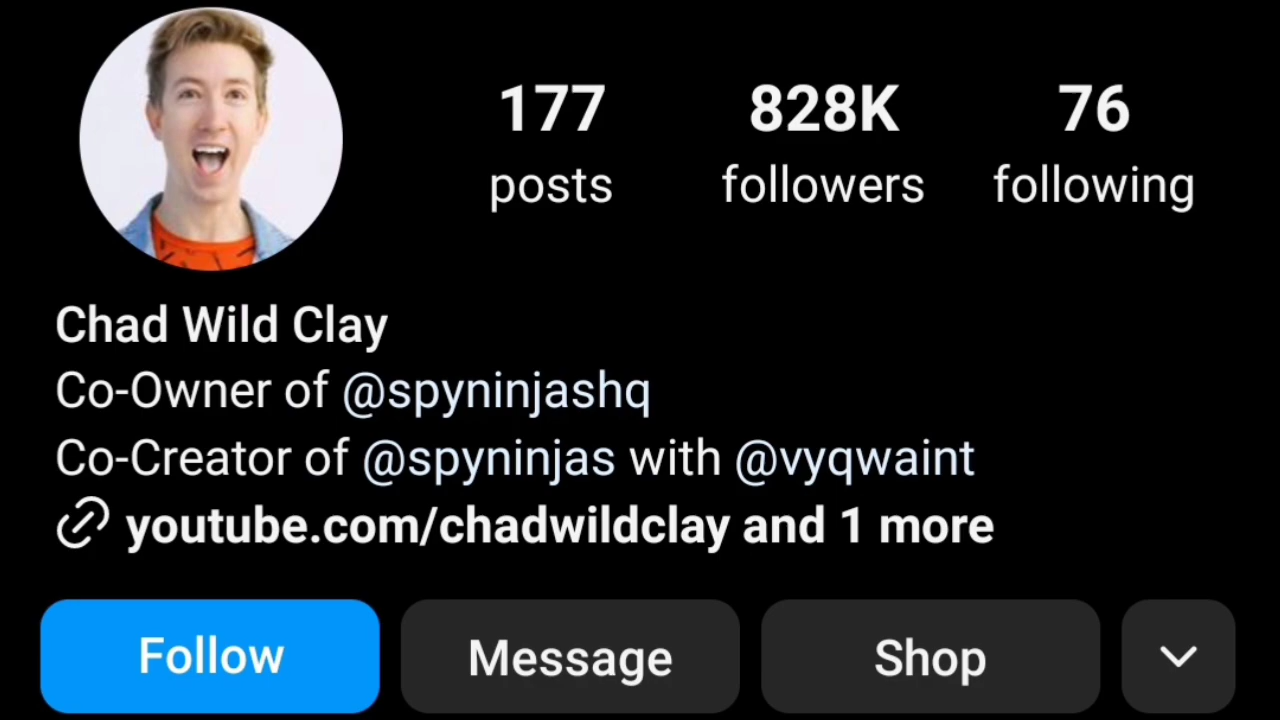 177 828K 76
posts followers following
Chad Wild Clay
Co-Owner of @spyninjashq
Co-Creator of @spyninjas with @vyqwaint
youtube.com/chadwildclay and 1 more
Follow Message Shop